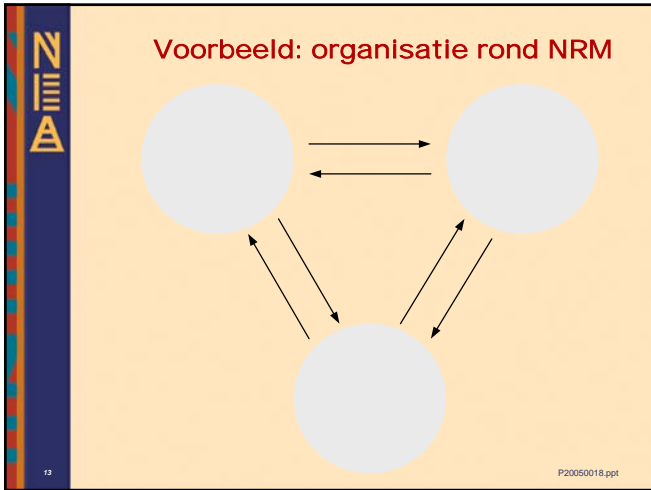 NEA
Voorbeeld: organisatie rond NRM
13
P20050018.ppt